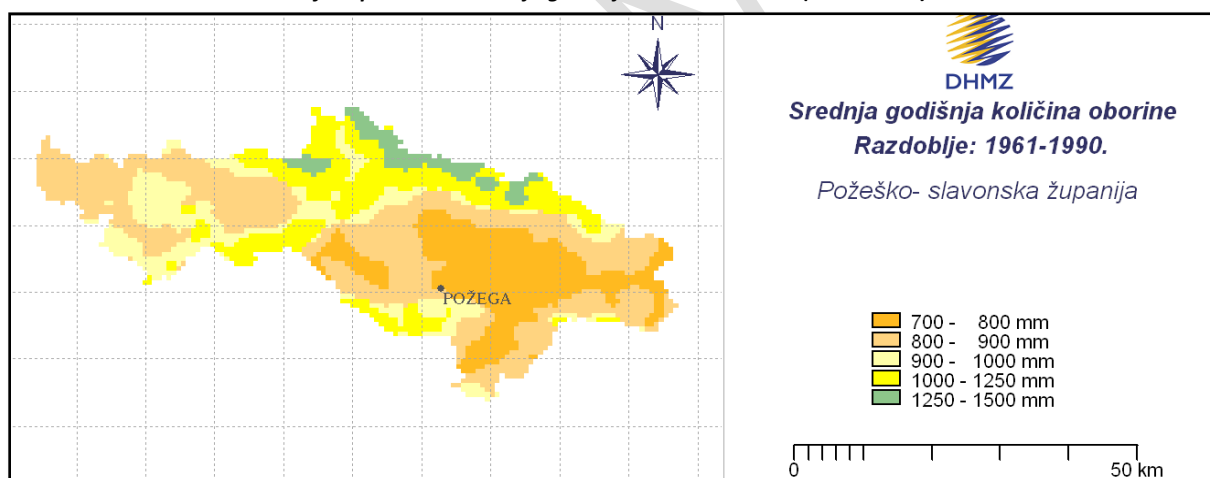 N
DHMZ
Srednja godišnja količina oborine
Razdoblje: 1961-1990.
Požeško- slavonska županija
POŽEGA
700 - 800 mm
800 - 900 mm
900 - 1000 mm
1000 - 1250 mm
1250 - 1500 mm
0 50 km